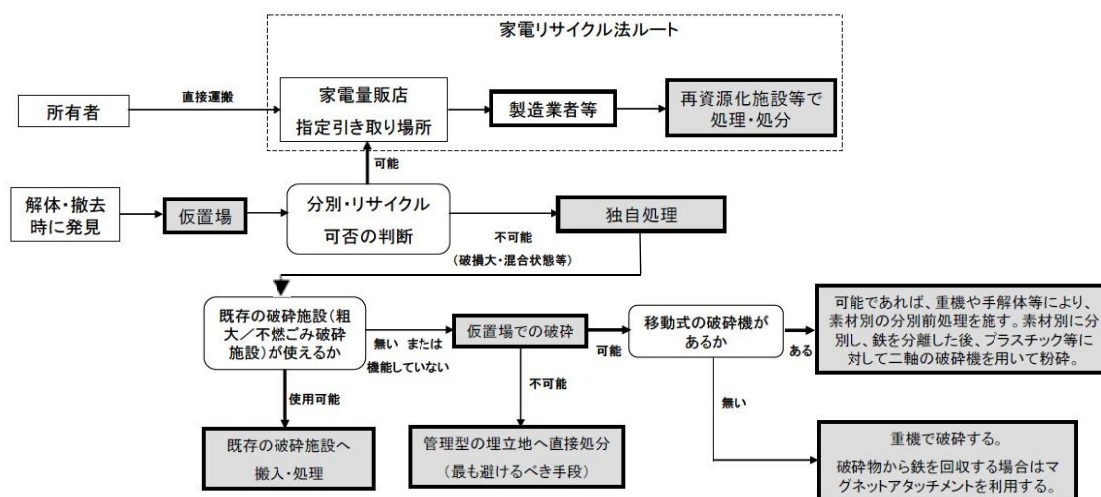 家電リサイクル法ルート
所有者
直接運搬
家電量販店
指定引き取り場所
製造業者等
再資源化施設等で
処理・処分
可能
解体・撤去
時に発見
仮置場
分別・リサイクル
可否の判断
不可能
（破損大・混合状態等）
独自処理
既存の破砕施設（粗
大／不燃ごみ破砕
施設）が使えるか
無い または
機能していない
仮置場での破砕
可能
移動式の破砕機が
あるか
ある
可能であれば、重機や手解体等により、
素材別の分別前処理を施す。素材別に分
別し、鉄を分離した後、プラスチック等に
対して二軸の破砕機を用いて粉砕。
使用可能
不可能
無い
既存の破砕施設へ
搬入・処理
管理型の埋立地へ直接処分
（最も避けるべき手段）
重機で破砕する。
破砕物から鉄を回収する場合はマ
グネットアタッチメントを利用する。